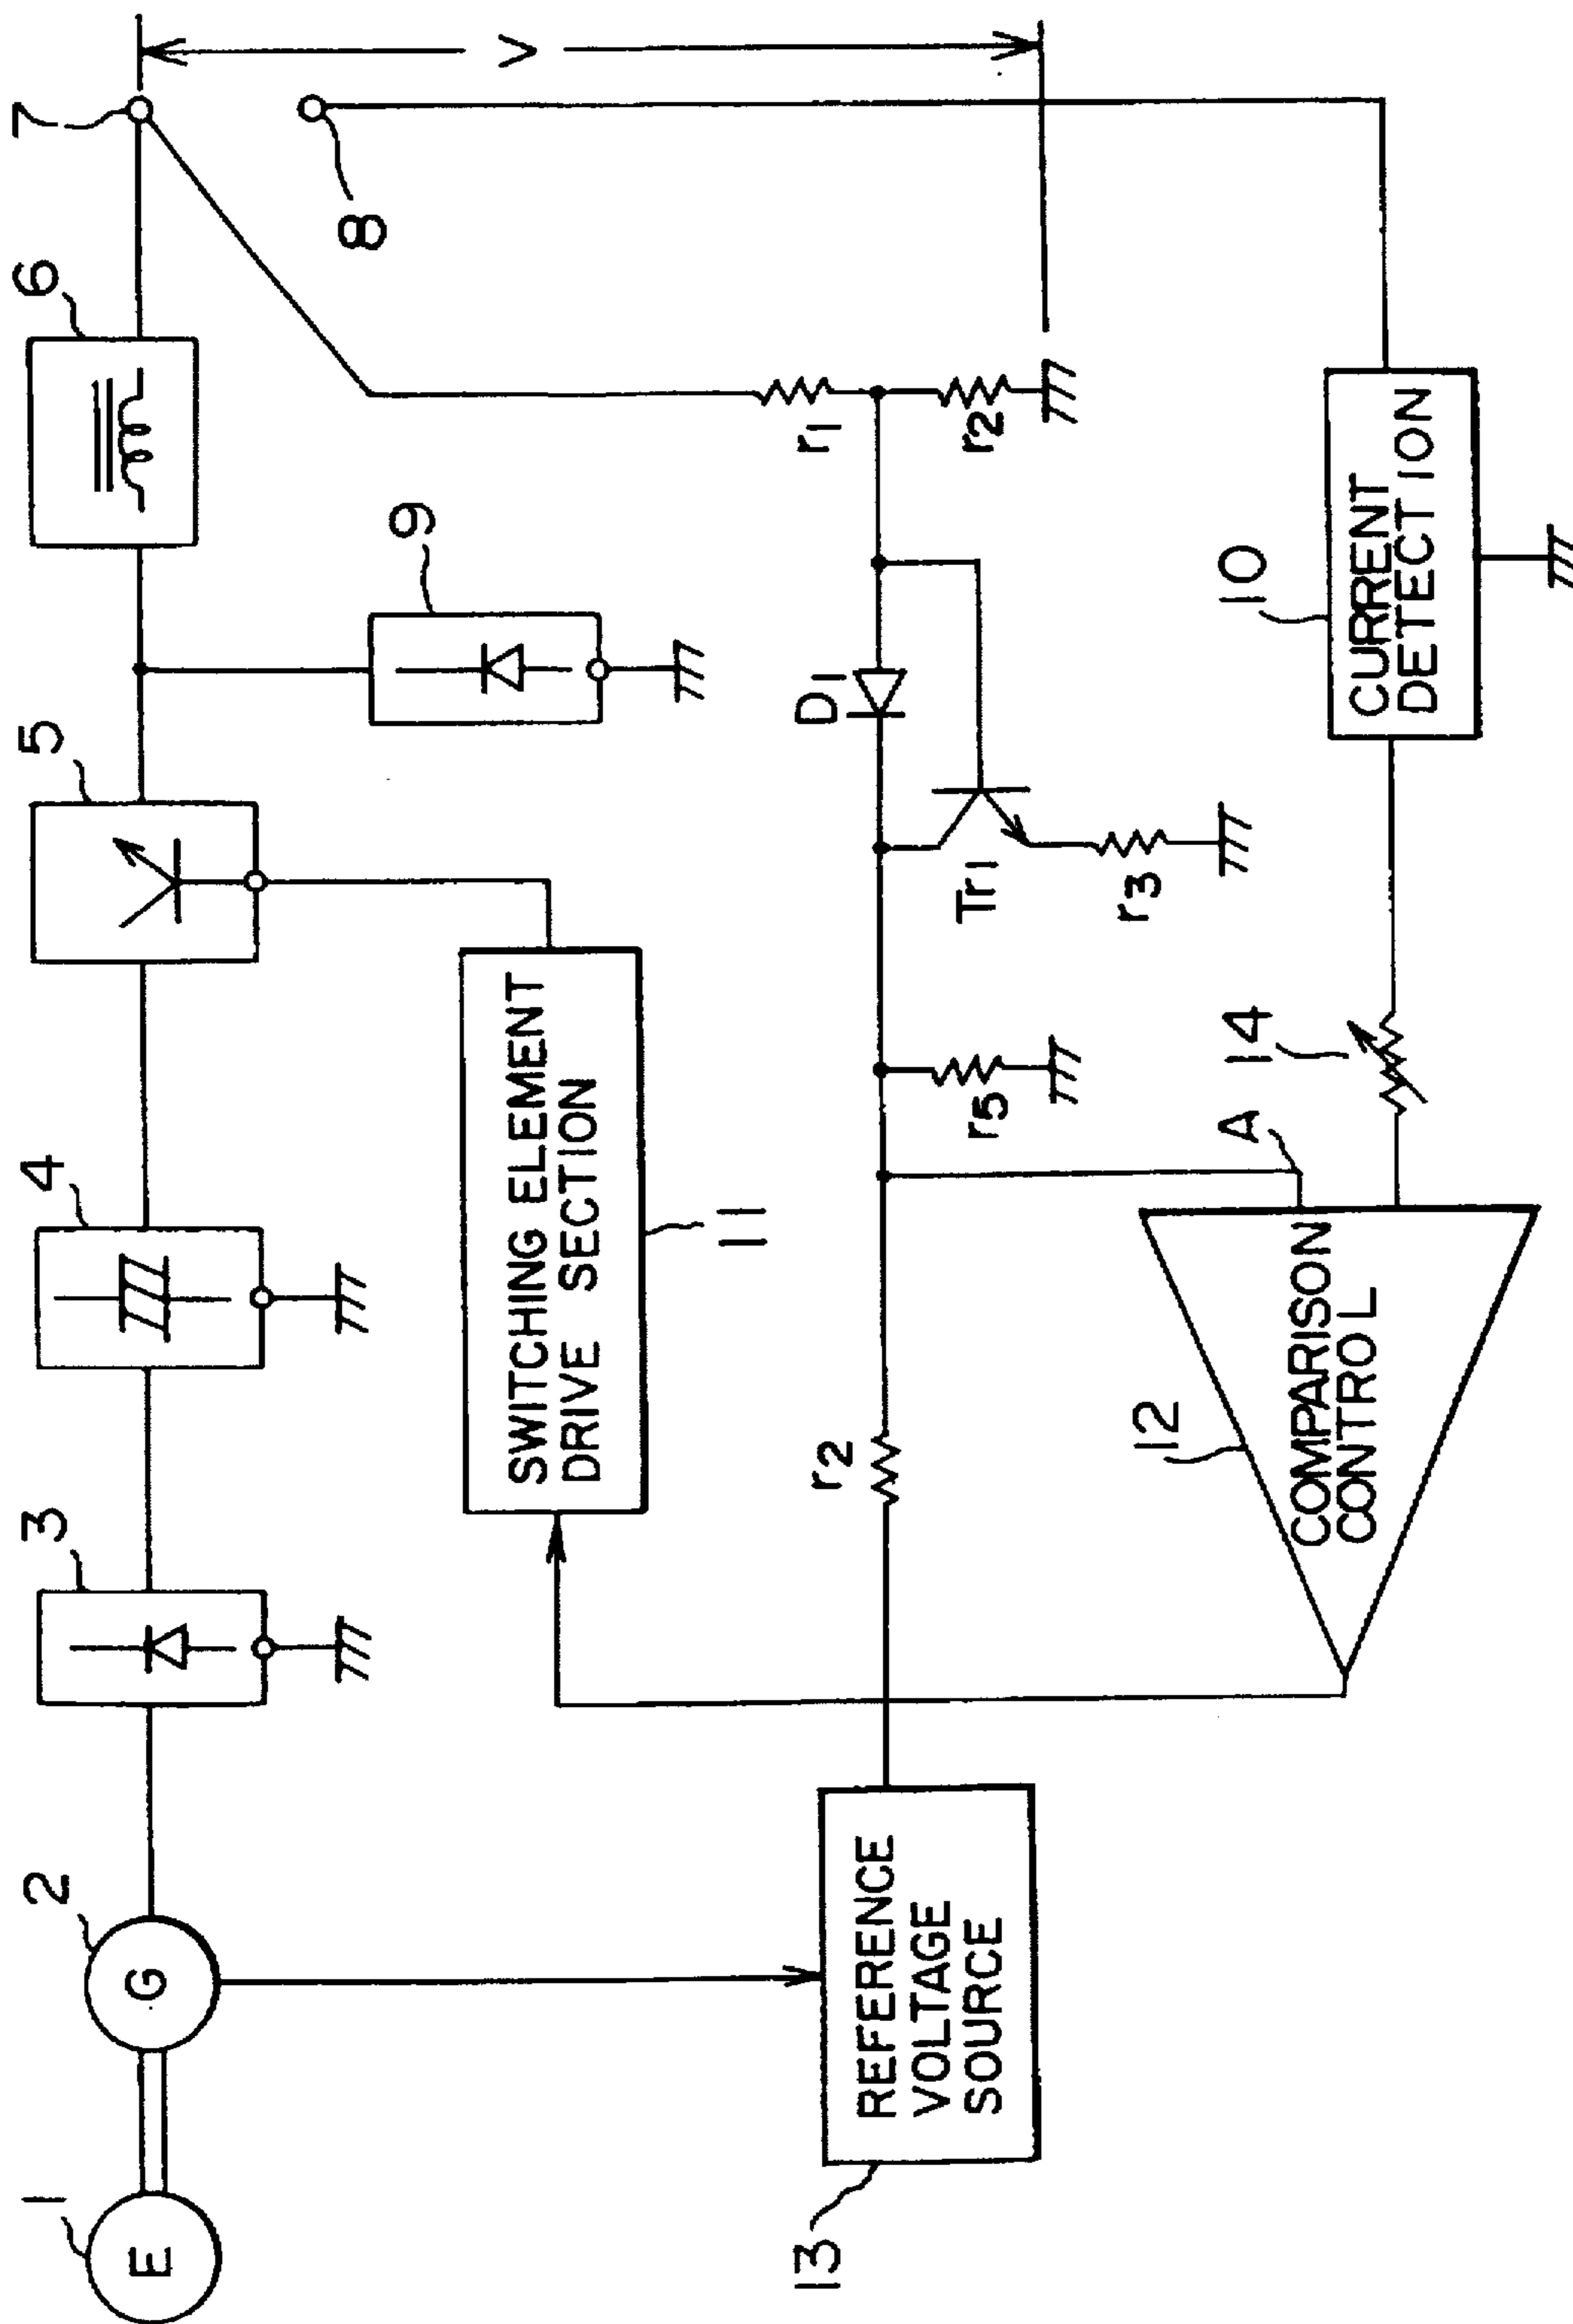 1
E
2
G
3
4
5
6
7
8
V
9
SWITCHING ELEMENT
DRIVE SECTION
11
D1
r1
r2
Tr1
r3
r5
r2
A
14
10
CURRENT
DETECTION
12
COMPARISON
CONTROL
13
REFERENCE
VOLTAGE
SOURCE